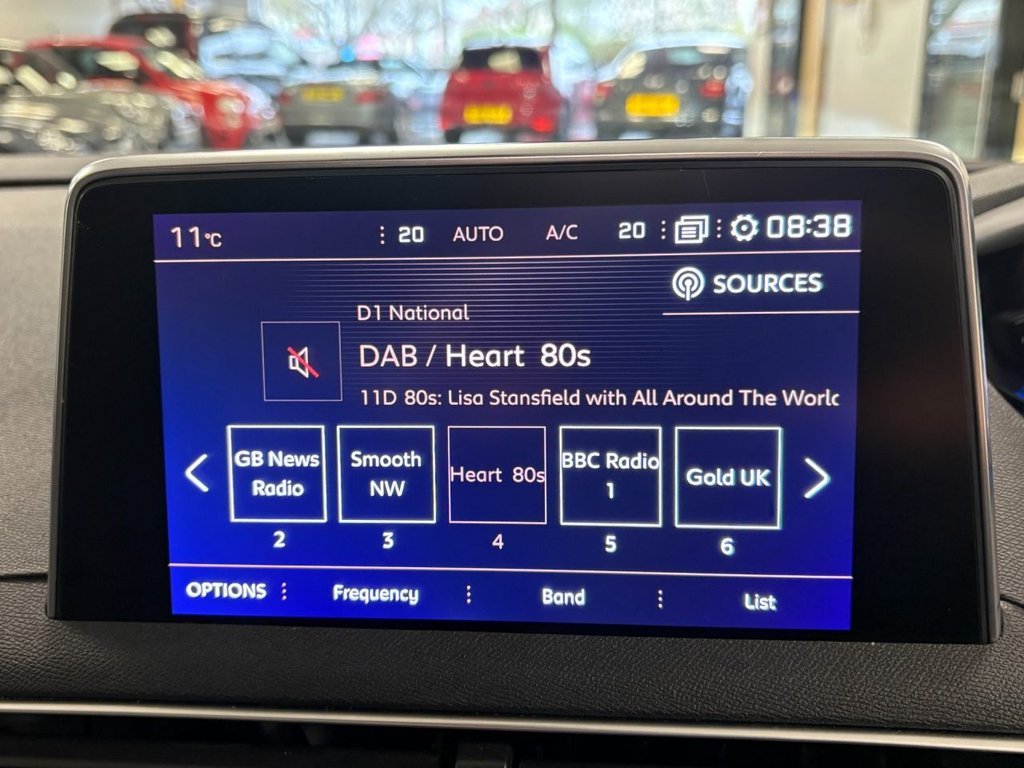 11°C 20 AUTO A/C 20 08:38
SOURCES
D1 National
DAB / Heart 80s
11D 80s: Lisa Stansfield with All Around The Worlc
GB News
Radio
Smooth
NW
Heart 80s
BBC Radio
1
Gold UK
2 3 4 5 6
OPTIONS Frequency Band List